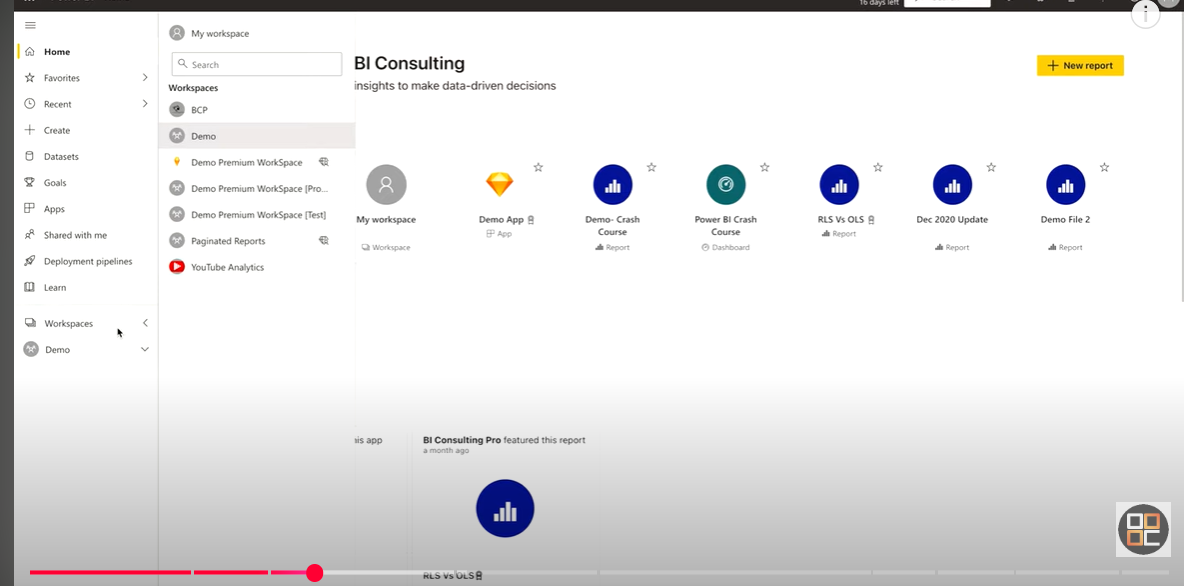 16 days left
Home
Favorites
Recent
Create
Datasets
Goals
Apps
Shared with me
Deployment pipelines
Learn
Workspaces
Demo
My workspace
Search
Workspaces
BCP
Demo
Demo Premium WorkSpace
Demo Premium WorkSpace [Pro...
Demo Premium WorkSpace [Test]
Paginated Reports
YouTube Analytics
BI Consulting
insights to make data-driven decisions
New report
My workspace
Workspace
Demo App
App
Demo- Crash
Course
Report
Power BI Crash
Course
Dashboard
RLS Vs OLS
Report
Dec 2020 Update
Report
Demo File 2
Report
his app
BI Consulting Pro featured this report
a month ago
RLS Vs OLS